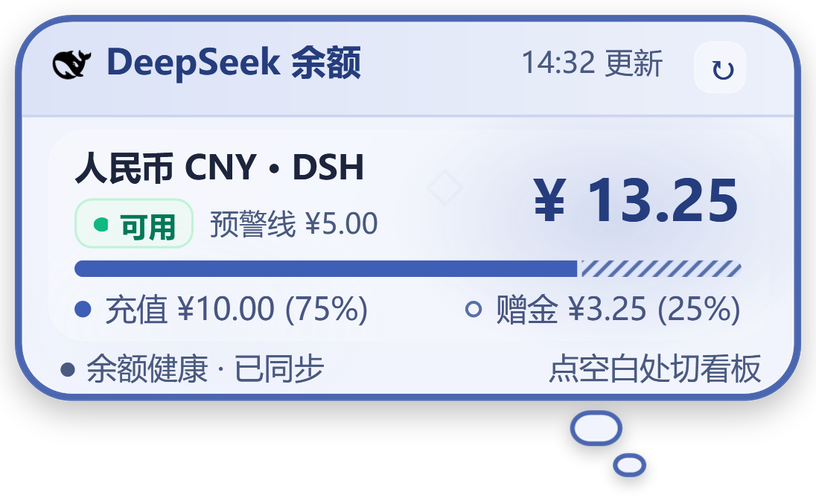 DeepSeek 余额
14:32 更新
↻
人民币 CNY • DSH
¥ 13.25
可用
预警线 ¥5.00
充值 ¥10.00 (75%)
赠金 ¥3.25 (25%)
余额健康 · 已同步
点空白处切看板